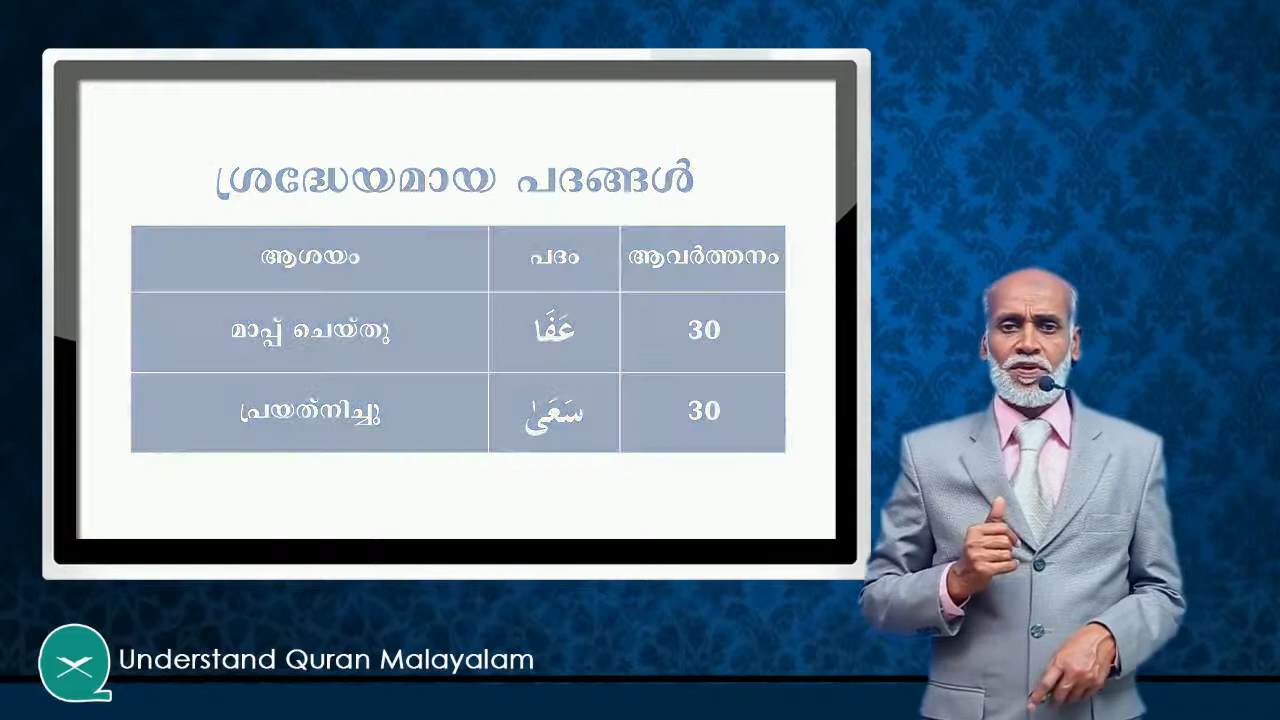 ശ്രദ്ധേയമായ പദങ്ങൾ
ആശയം പദം ആവർത്തനം
മാപ്പ് ചെയ്തു عَفَا 30
പ്രയത്നിച്ചു سَعَىٰ 30
Understand Quran Malayalam